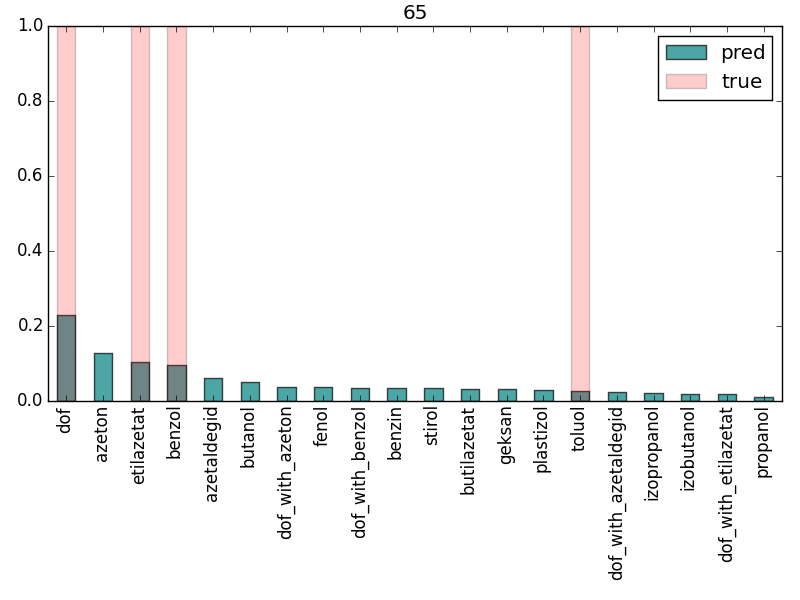 65
1.0
0.8
0.6
0.4
0.2
0.0
pred
true
dof
azeton
etilazetat
benzol
azetaldegid
butanol
dof_with_azeton
fenol
dof_with_benzol
benzin
stirol
butilazetat
geksan
plastizol
toluol
dof_with_azetaldegid
izopropanol
izobutanol
dof_with_etilazetat
propanol